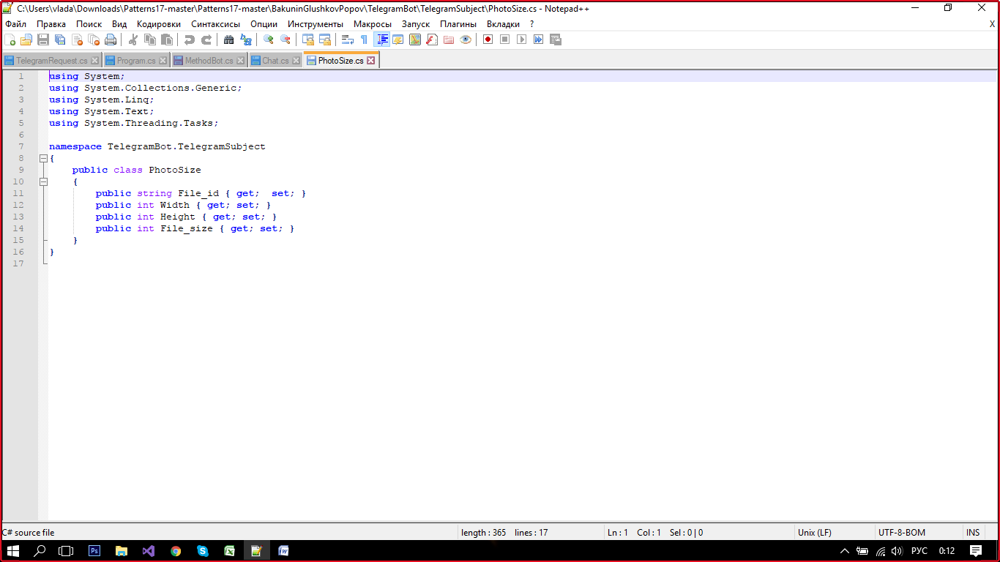 C:\Users\vlada\Downloads\Patterns17-master\Patterns17-master\BakuninGlushkovPopov\TelegramBot\TelegramSubject\PhotoSize.cs - Notepad++
Файл Правка Поиск Вид Кодировки Синтаксисы Опции Инструменты Макросы Запуск Плагины Вкладки ? X
TelegramRequest.cs Program.cs MethodBot.cs Chat.cs PhotoSize.cs
1 using System;
2 using System.Collections.Generic;
3 using System.Linq;
4 using System.Text;
5 using System.Threading.Tasks;
6
7 namespace TelegramBot.TelegramSubject
8 {
9 public class PhotoSize
10 {
11 public string File_id { get;  set; }
12 public int Width { get; set; }
13 public int Height { get; set; }
14 public int File_size { get; set; }
15 }
16 }
17
C# source file length : 365 lines : 17 Ln : 1 Col : 1 Sel : 0 | 0 Unix (LF) UTF-8-BOM INS
Ps РУС 0:12